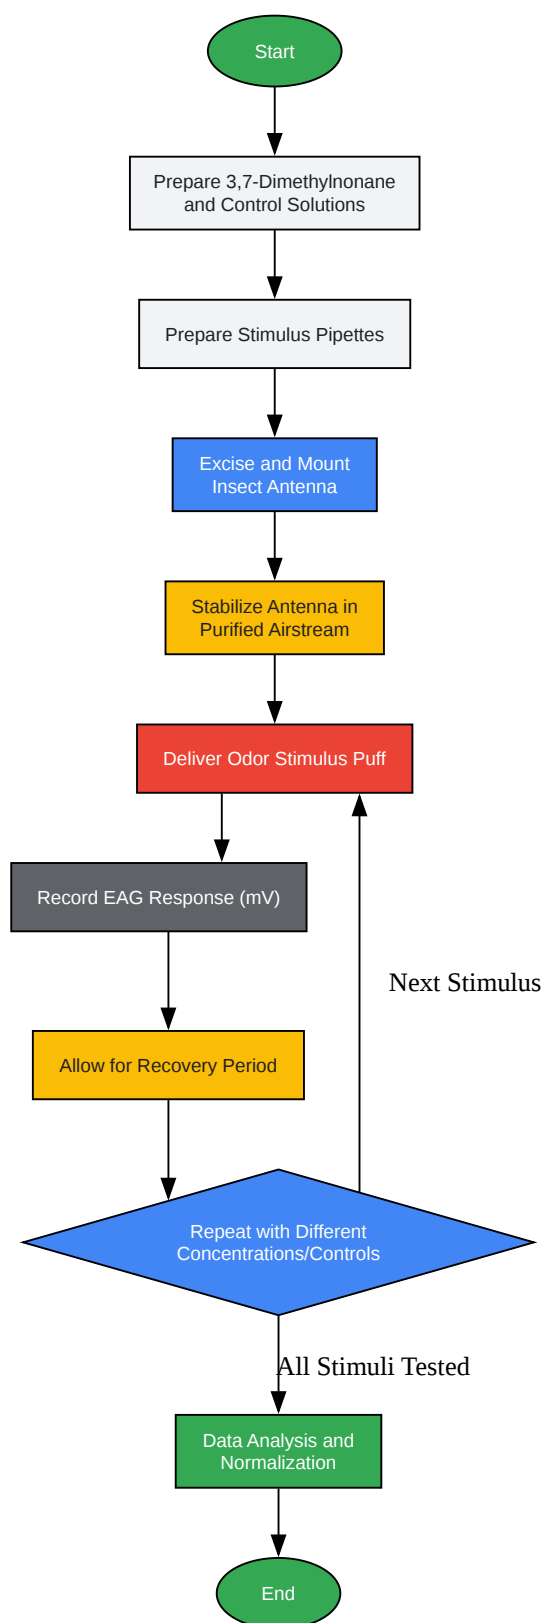 Start
Prepare 3,7-Dimethylnonane
and Control Solutions
Prepare Stimulus Pipettes
Excise and Mount
Insect Antenna
Stabilize Antenna in
Purified Airstream
Deliver Odor Stimulus Puff
Record EAG Response (mV)
Next Stimulus
Allow for Recovery Period
Repeat with Different
Concentrations/Controls
All Stimuli Tested
Data Analysis and
Normalization
End